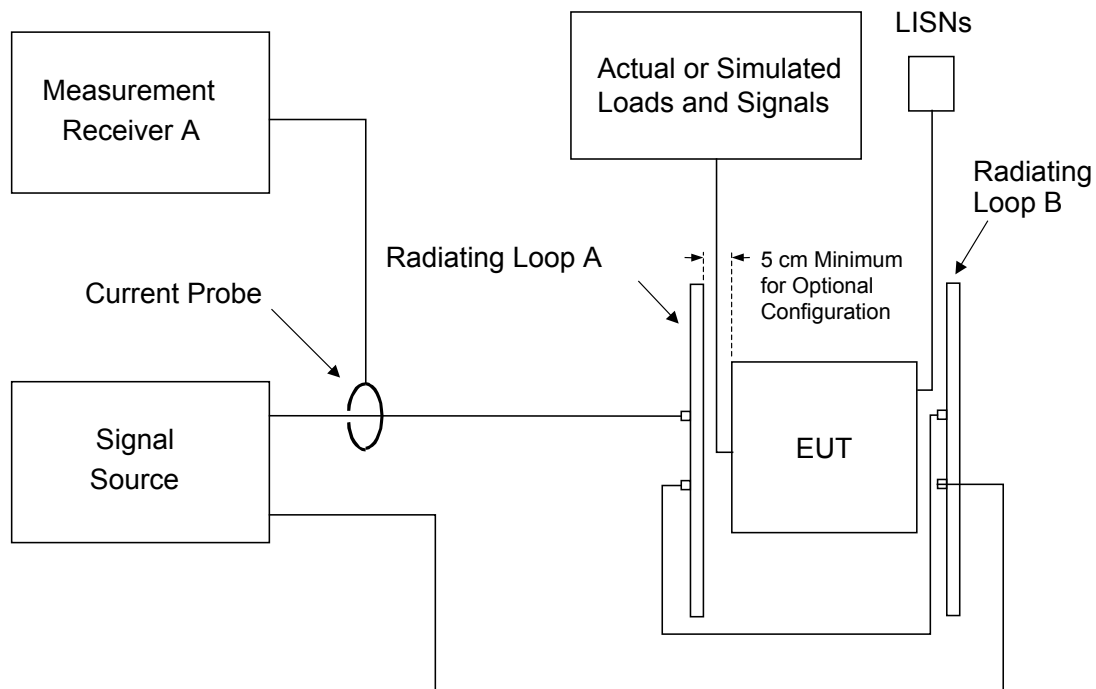 LISNs
Measurement
Receiver A
Actual or Simulated
Loads and Signals
Radiating
Loop B
Radiating Loop A
5 cm Minimum
for Optional
Configuration
Current Probe
Signal
Source
EUT